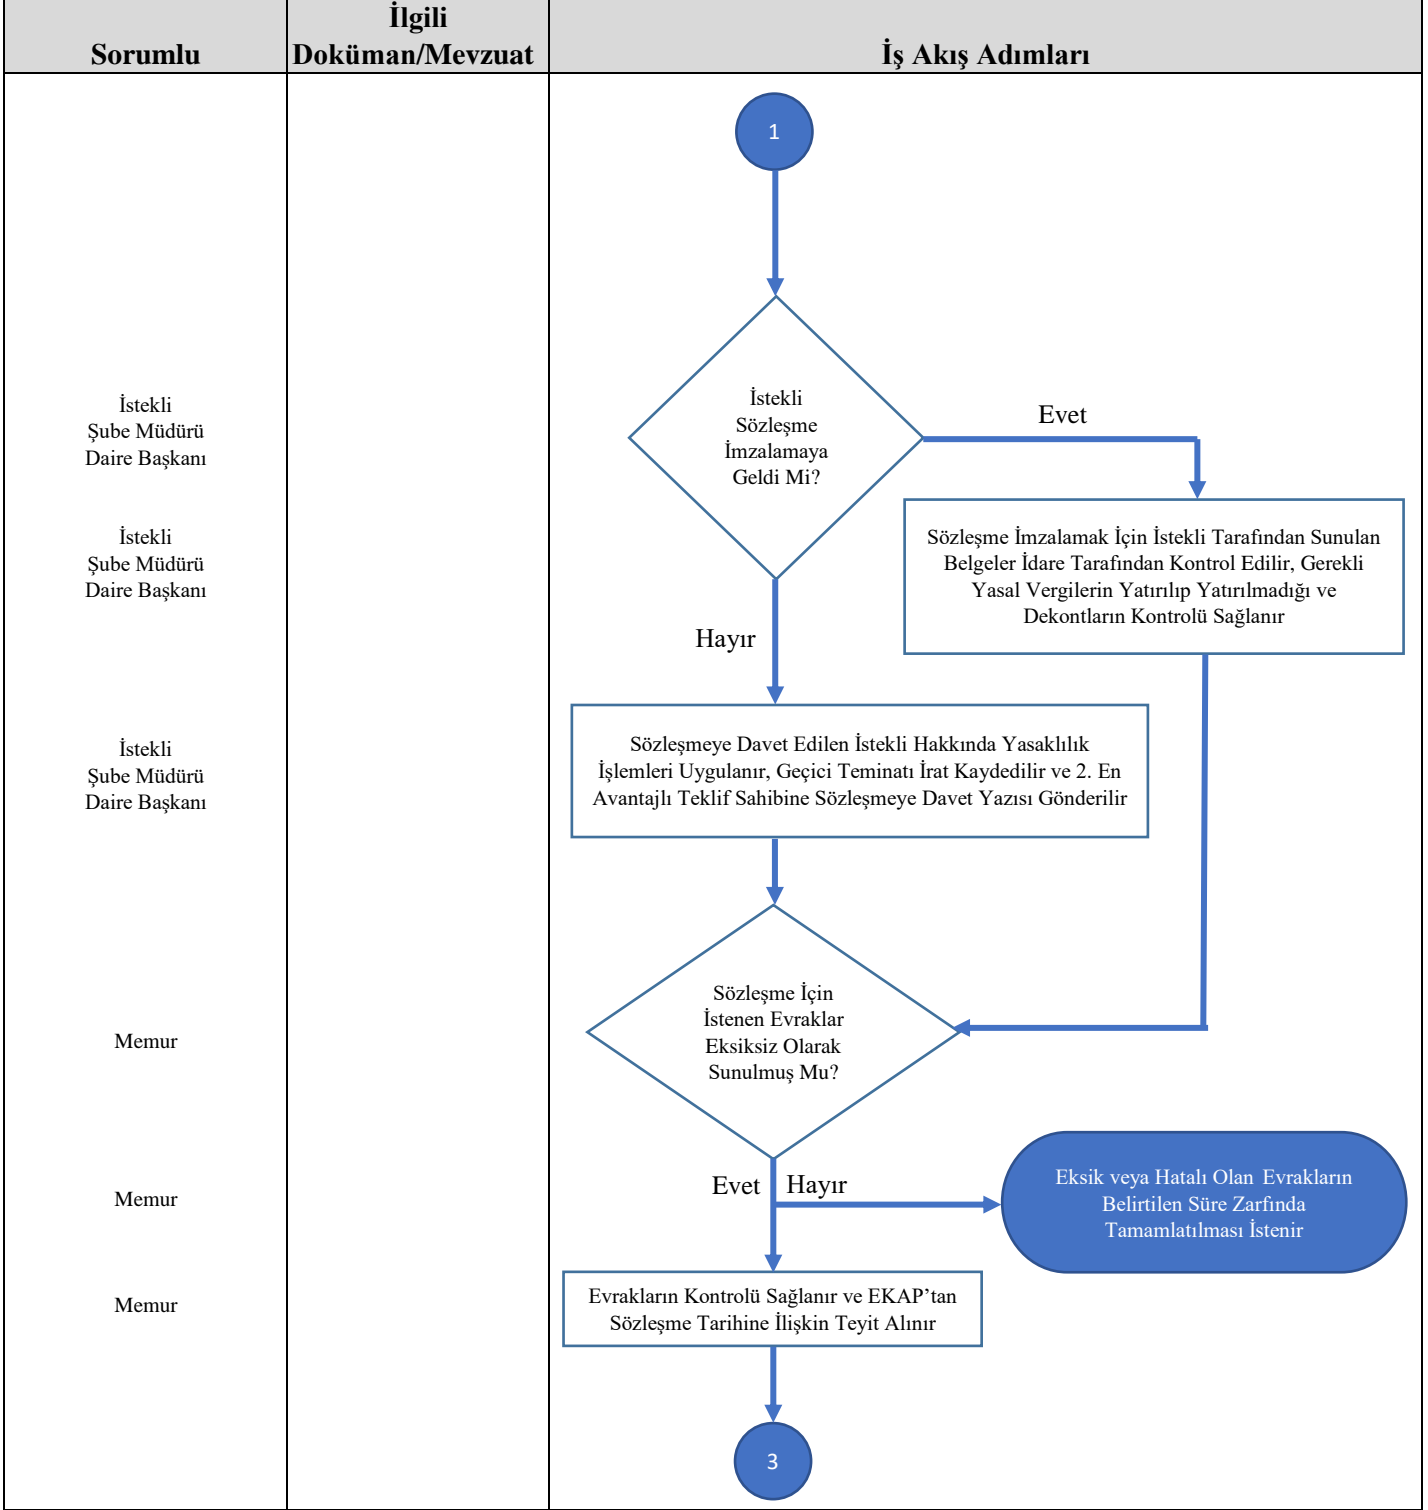 Sorumlu
İlgili
Doküman/Mevzuat
İş Akış Adımları
1
İstekli
Şube Müdürü
Daire Başkanı
İstekli
Sözleşme
İmzalamaya
Geldi Mi?
Evet
İstekli
Şube Müdürü
Daire Başkanı
Sözleşme İmzalamak İçin İstekli Tarafından Sunulan
Belgeler İdare Tarafından Kontrol Edilir, Gerekli
Yasal Vergilerin Yatırılıp Yatırılmadığı ve
Dekontların Kontrolü Sağlanır
Hayır
İstekli
Şube Müdürü
Daire Başkanı
Sözleşmeye Davet Edilen İstekli Hakkında Yasaklılık
İşlemleri Uygulanır, Geçici Teminatı İrat Kaydedilir ve 2. En
Avantajlı Teklif Sahibine Sözleşmeye Davet Yazısı Gönderilir
Memur
Sözleşme İçin
İstenen Evraklar
Eksiksiz Olarak
Sunulmuş Mu?
Memur
Evet
Hayır
Eksik veya Hatalı Olan Evrakların
Belirtilen Süre Zarfında
Tamamlatılması İstenir
Memur
Evrakların Kontrolü Sağlanır ve EKAP’tan
Sözleşme Tarihine İlişkin Teyit Alınır
3